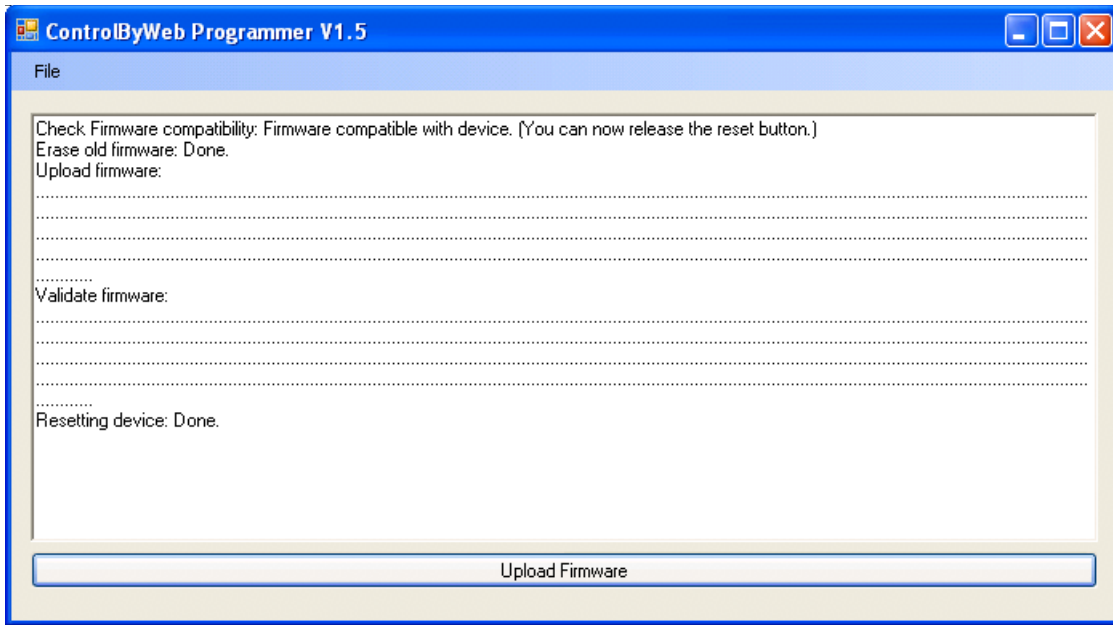 ControlByWeb Programmer V1.5
File
Check Firmware compatibility: Firmware compatible with device. (You can now release the reset button.)
Erase old firmware: Done.
Upload firmware:
................................................................................................................................................................
................................................................................................................................................................
................................................................................................................................................................
................................................................................................................................................................
............
Validate firmware:
................................................................................................................................................................
................................................................................................................................................................
................................................................................................................................................................
................................................................................................................................................................
............
Resetting device: Done.
Upload Firmware